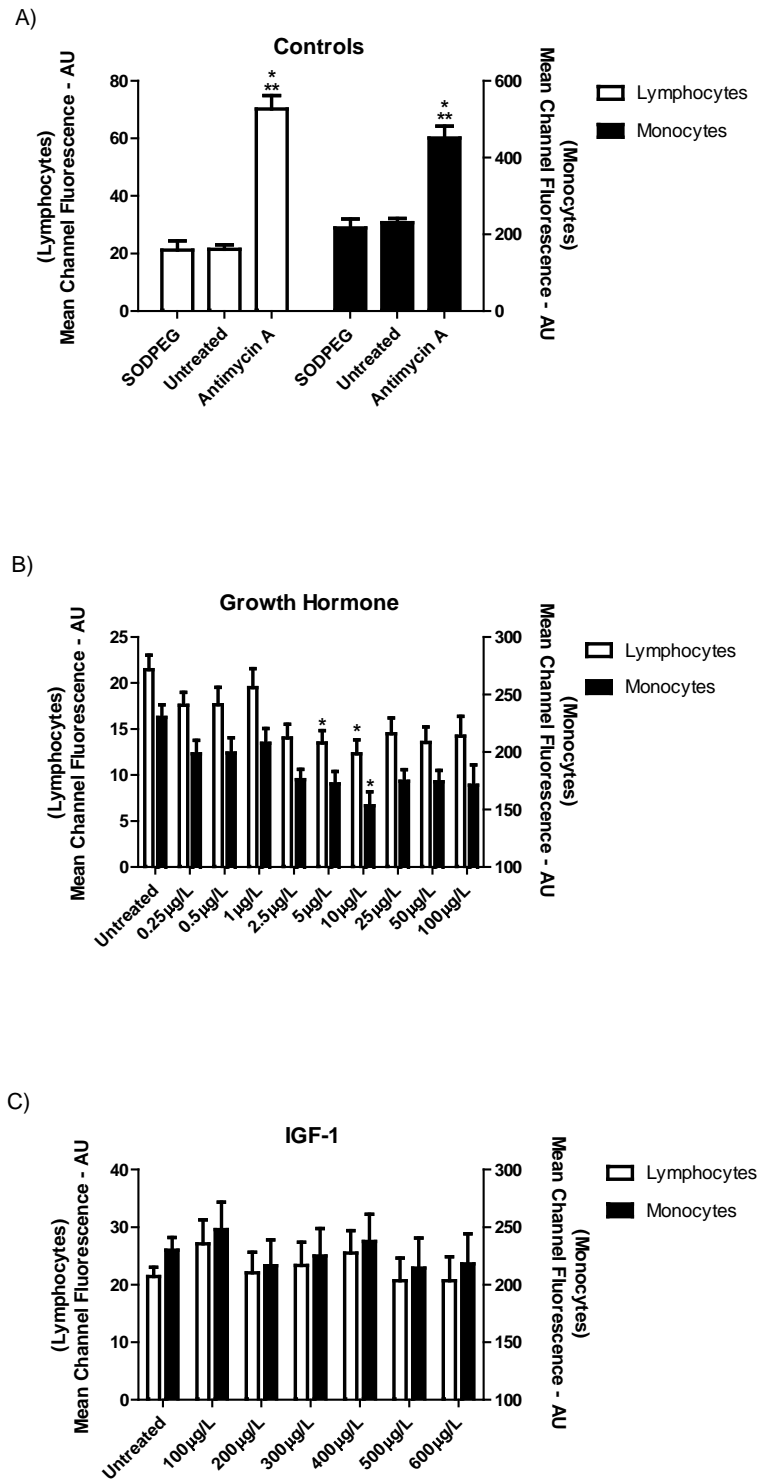 A)
Controls
Mean Channel Fluorescence - AU
(Lymphocytes)
80
60
40
20
0
* **
* **
600
400
200
0
Mean Channel Fluorescence - AU
(Monocytes)
Lymphocytes
Monocytes
SODPEG
Untreated
Antimycin A
SODPEG
Untreated
Antimycin A
B)
Growth Hormone
Mean Channel Fluorescence - AU
(Lymphocytes)
25
20
15
10
5
0
*
*
*
300
250
200
150
100
Mean Channel Fluorescence - AU
(Monocytes)
Lymphocytes
Monocytes
Untreated
0.25µg/L
0.5µg/L
1µg/L
2.5µg/L
5µg/L
10µg/L
25µg/L
50µg/L
100µg/L
C)
IGF-1
Mean Channel Fluorescence - AU
(Lymphocytes)
40
30
20
10
0
300
250
200
150
100
Mean Channel Fluorescence - AU
(Monocytes)
Lymphocytes
Monocytes
Untreated
100µg/L
200µg/L
300µg/L
400µg/L
500µg/L
600µg/L